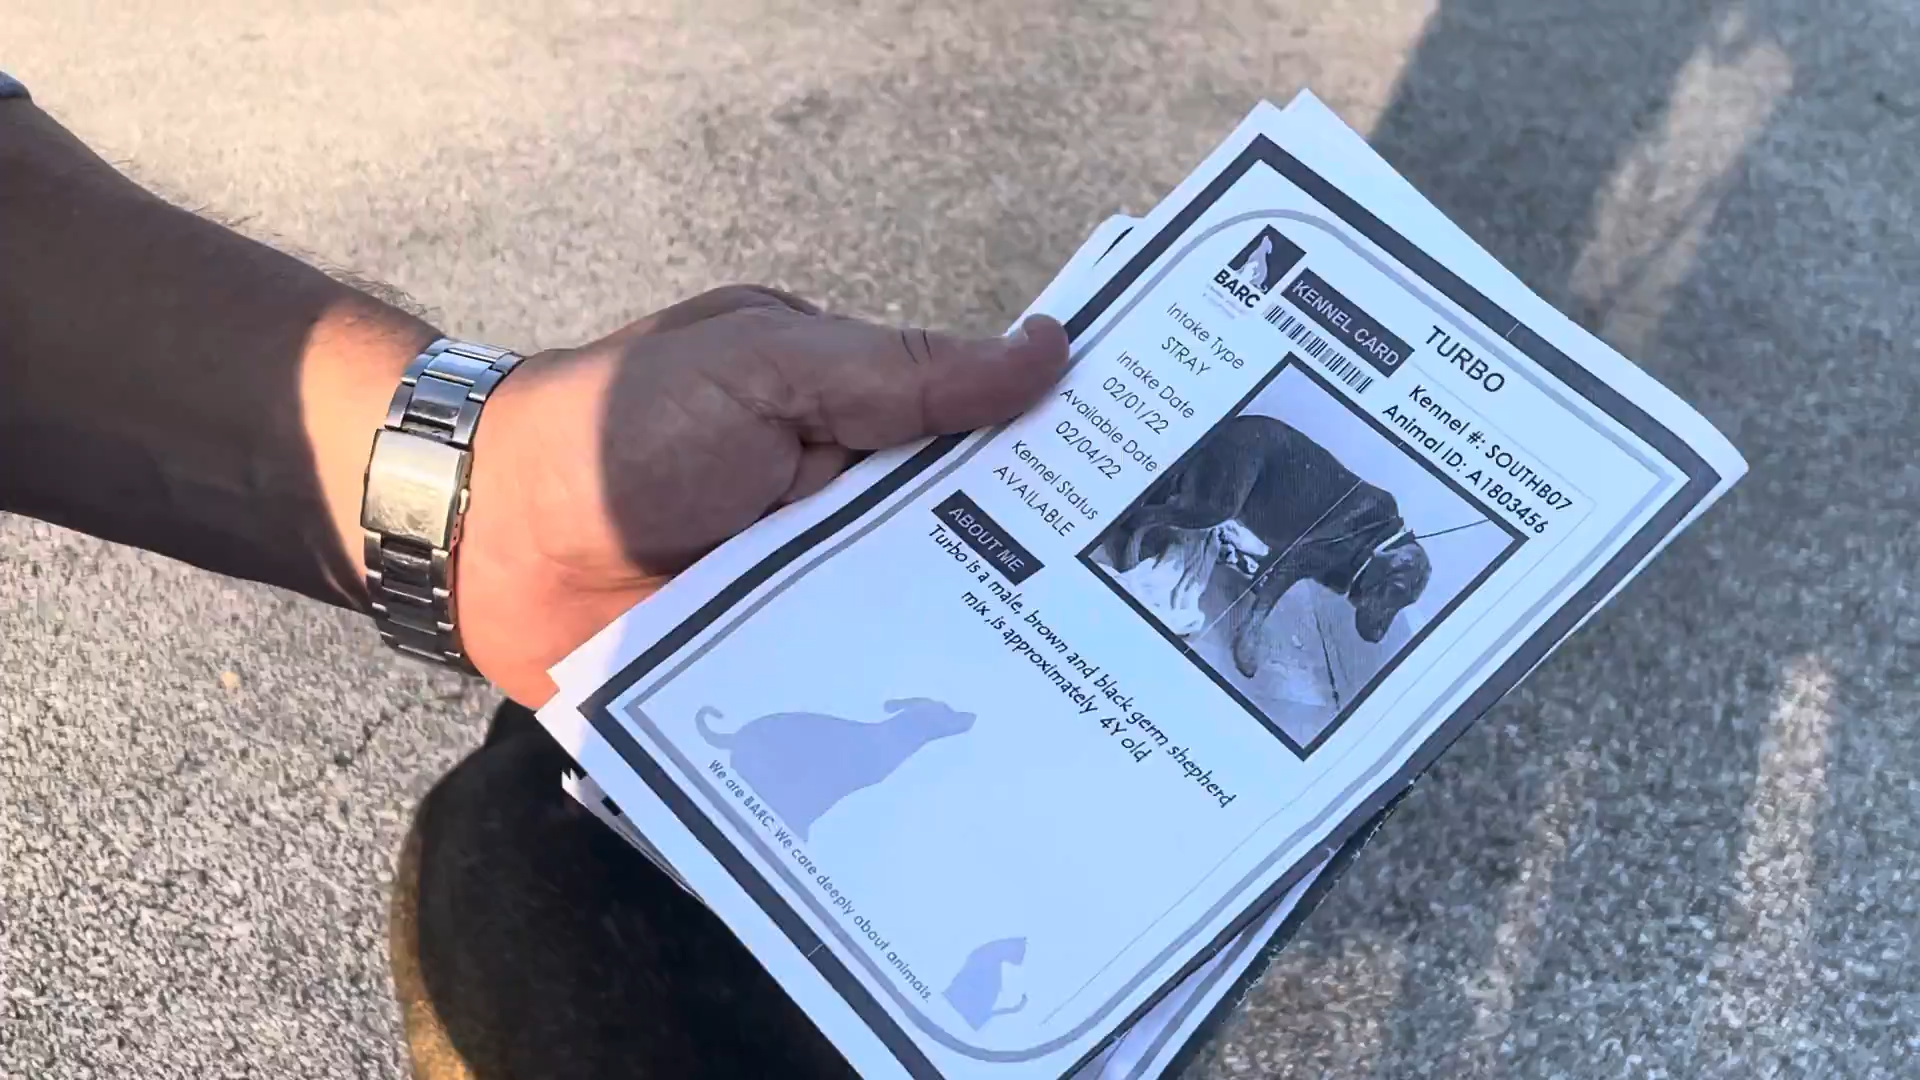 TURBO
Kennel #: SOUTHB07
Animal ID: A1803456
KENNEL CARD
BARC
Intake Type
STRAY
Intake Date
02/01/22
Available Date
02/04/22
Kennel Status
AVAILABLE
ABOUT ME
Turbo is a male, brown and black germ shepherd
mix ,is approximately 4Y old
We are BARC. We care deeply about animals.